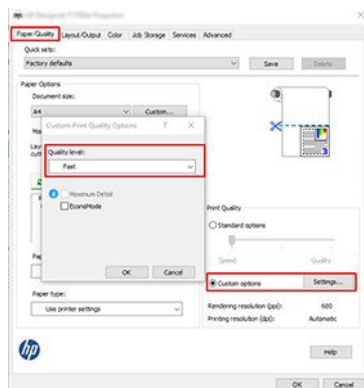 Paper/Quality Layout/Output Color Job Storage Services Advanced
Quick sets:
Factory defaults Save Delete
Paper Options
Document size:
A4 Custom...
Custom Print Quality Options ? ×
Quality level:
Fast
Maximum Detail
EconoMode
OK Cancel
Print Quality
Standard options
Speed Quality
Custom options Settings...
Paper type:
Use printer settings
Rendering resolution (ppi): 600
Printing resolution (dpi): Automatic
hp
Help
OK Cancel